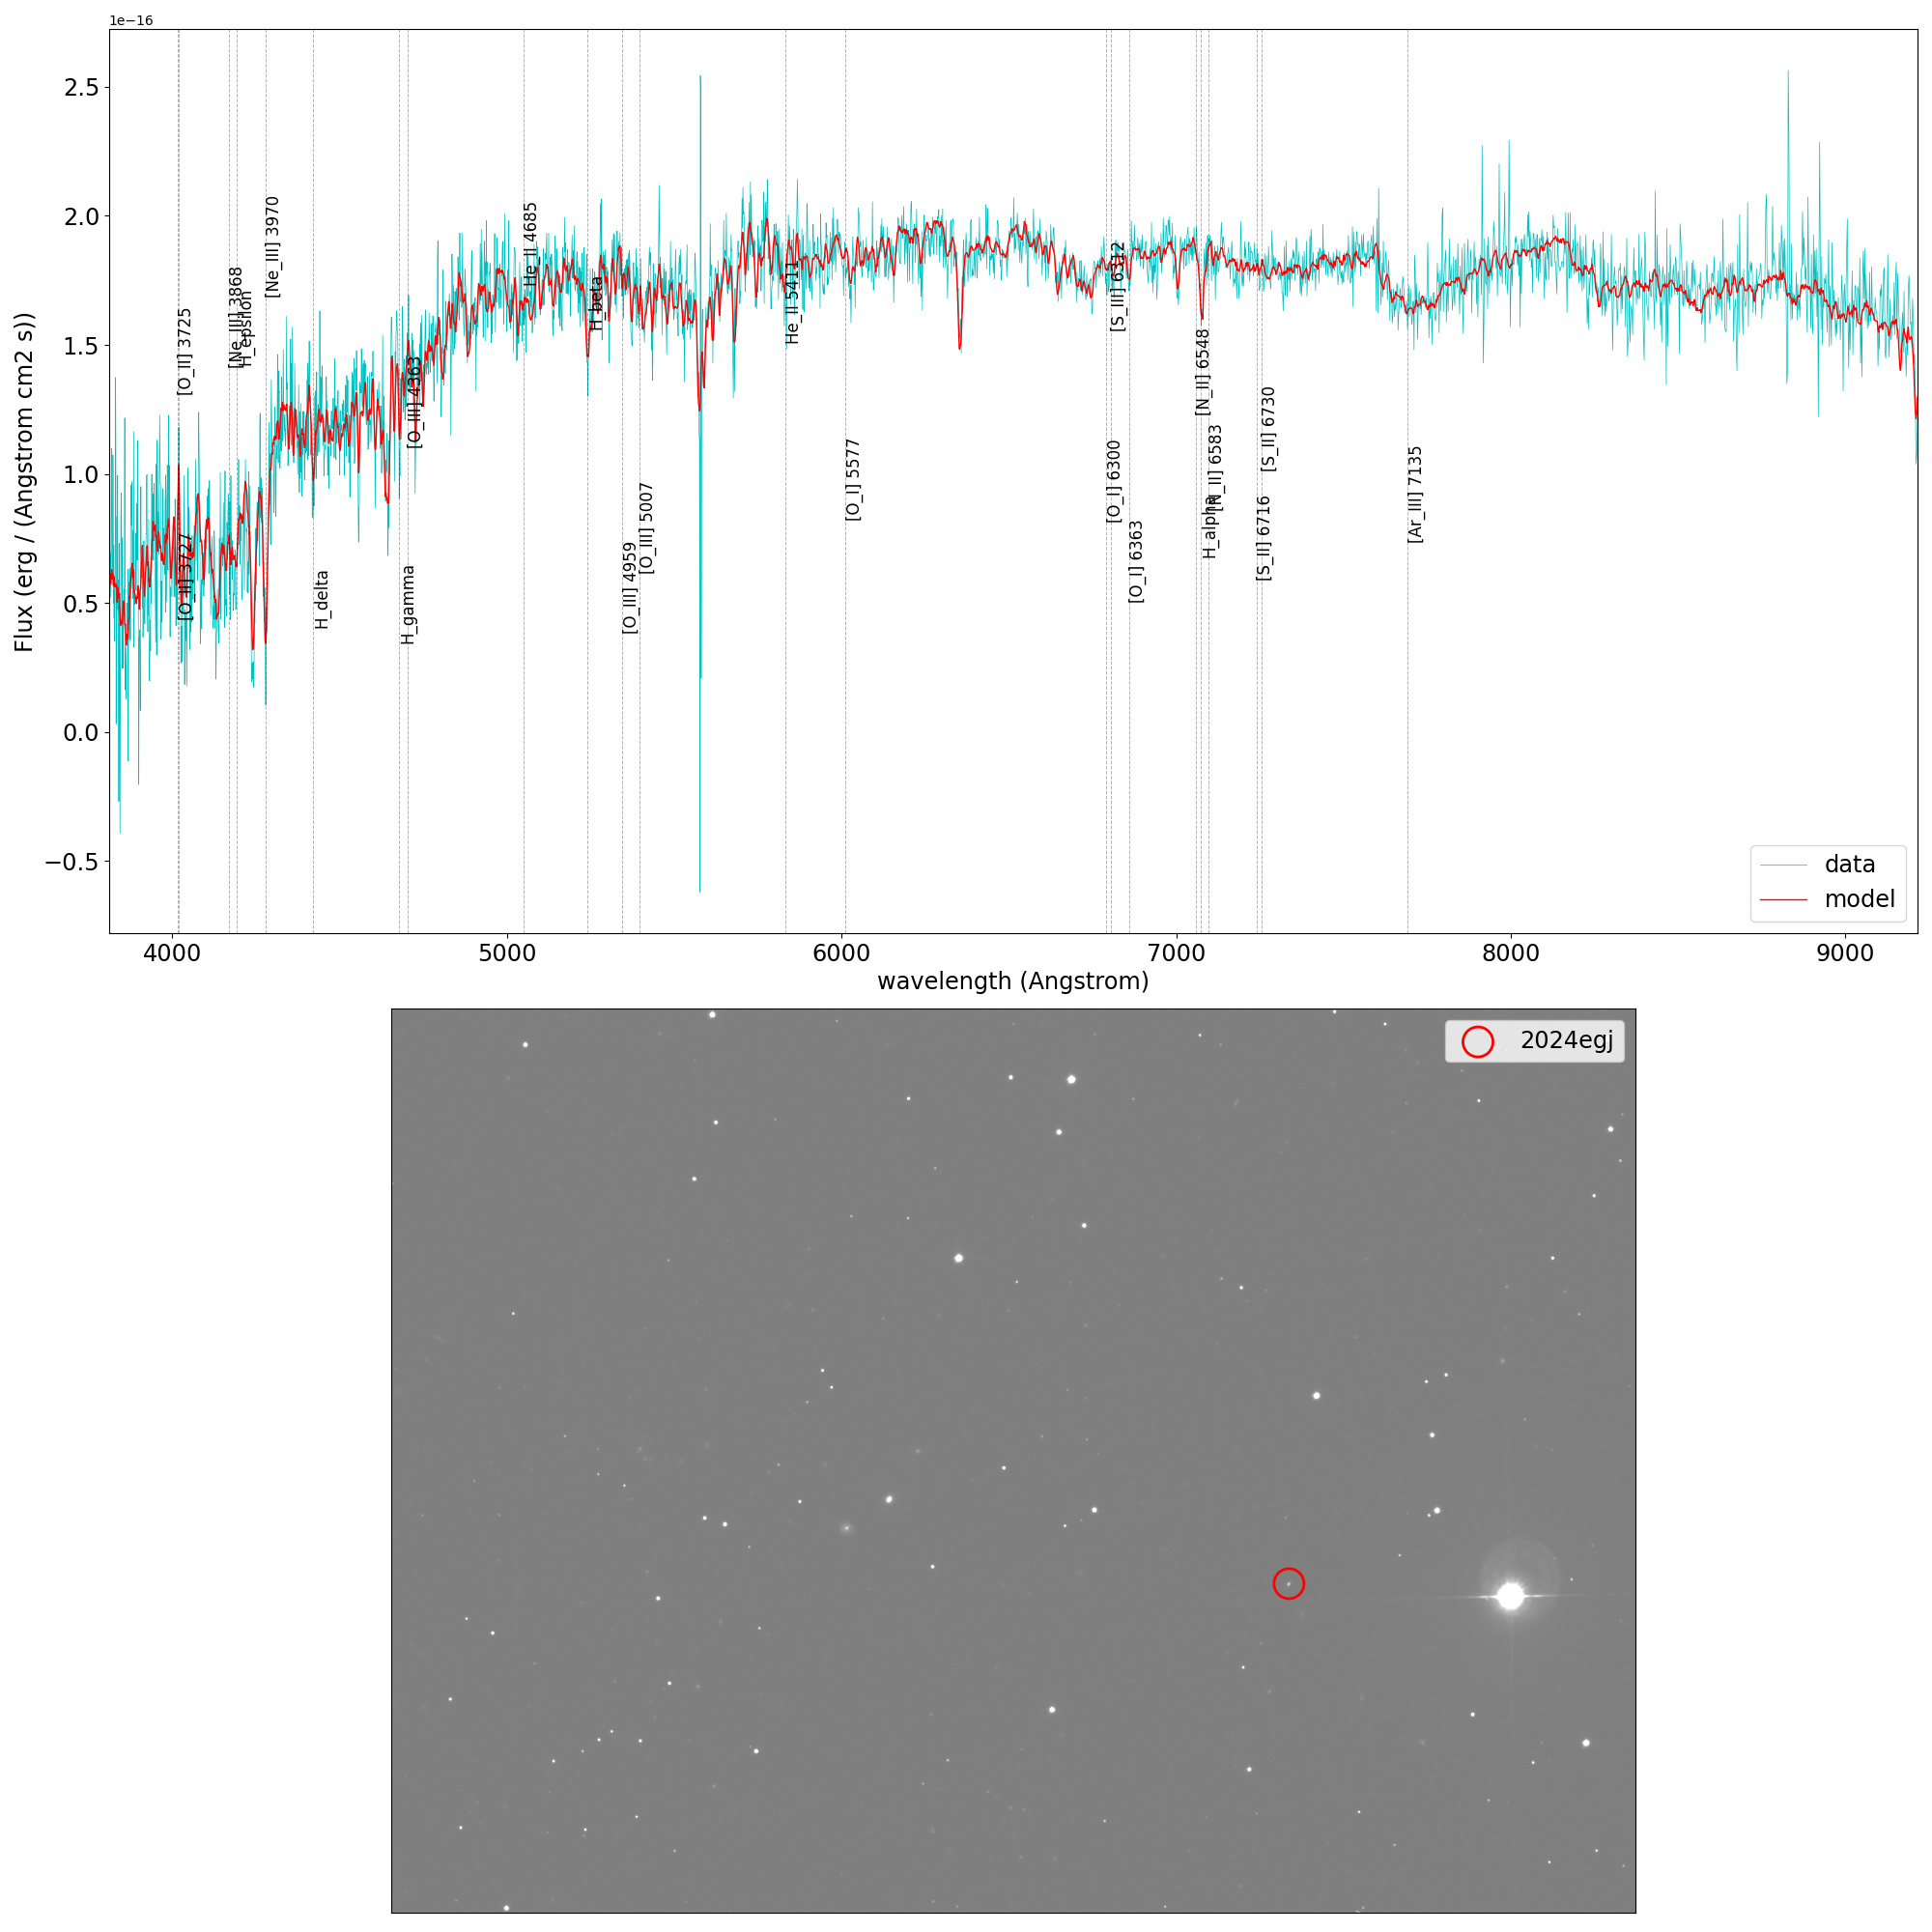 1e−16
Flux (erg / (Angstrom cm2 s))
2.5
2.0
1.5
1.0
0.5
0.0
−0.5
[O_II] 3725
[O_II] 3727
[Ne_III] 3868
H_epsilon
[Ne_III] 3970
H_delta
H_gamma
[O_III] 4363
He_II 4685
H_beta
[O_III] 4959
[O_III] 5007
He_II 5411
[O_I] 5577
[O_I] 6300
[S_III] 6312
[O_I] 6363
[N_II] 6548
H_alpha
[N_II] 6583
[S_II] 6716
[S_II] 6730
[Ar_III] 7135
data
model
4000 5000 6000 7000 8000 9000
wavelength (Angstrom)
2024egj